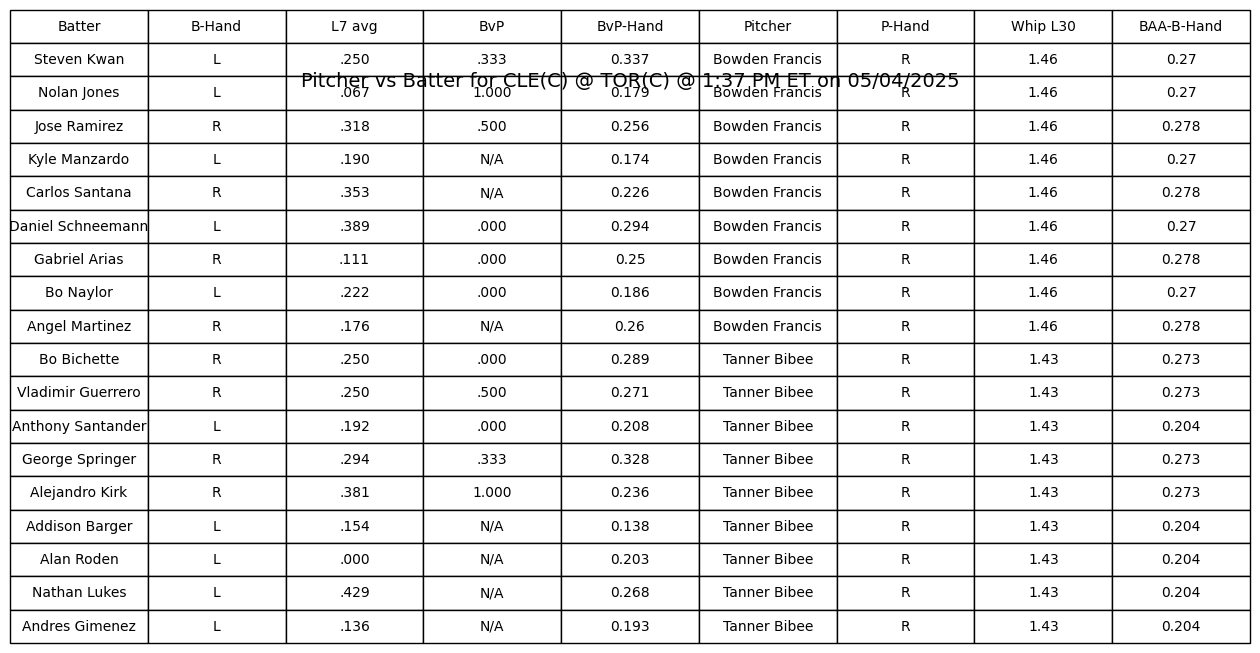 Batter B-Hand L7 avg BvP BvP-Hand Pitcher P-Hand Whip L30 BAA-B-Hand
Steven Kwan L .250 .333 0.337 Bowden Francis R 1.46 0.27
Pitcher vs Batter for CLE(C) @ TOR(C) @ 1:37 PM ET on 05/04/2025
Nolan Jones L .067 1.000 0.179 Bowden Francis R 1.46 0.27
Jose Ramirez R .318 .500 0.256 Bowden Francis R 1.46 0.278
Kyle Manzardo L .190 N/A 0.174 Bowden Francis R 1.46 0.27
Carlos Santana R .353 N/A 0.226 Bowden Francis R 1.46 0.278
Daniel Schneemann L .389 .000 0.294 Bowden Francis R 1.46 0.27
Gabriel Arias R .111 .000 0.25 Bowden Francis R 1.46 0.278
Bo Naylor L .222 .000 0.186 Bowden Francis R 1.46 0.27
Angel Martinez R .176 N/A 0.26 Bowden Francis R 1.46 0.278
Bo Bichette R .250 .000 0.289 Tanner Bibee R 1.43 0.273
Vladimir Guerrero R .250 .500 0.271 Tanner Bibee R 1.43 0.273
Anthony Santander L .192 .000 0.208 Tanner Bibee R 1.43 0.204
George Springer R .294 .333 0.328 Tanner Bibee R 1.43 0.273
Alejandro Kirk R .381 1.000 0.236 Tanner Bibee R 1.43 0.273
Addison Barger L .154 N/A 0.138 Tanner Bibee R 1.43 0.204
Alan Roden L .000 N/A 0.203 Tanner Bibee R 1.43 0.204
Nathan Lukes L .429 N/A 0.268 Tanner Bibee R 1.43 0.204
Andres Gimenez L .136 N/A 0.193 Tanner Bibee R 1.43 0.204